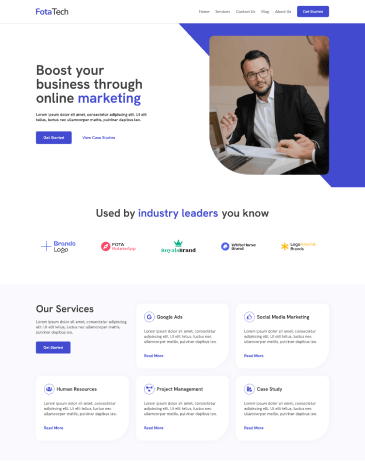 FotaTech
Home Services Contact Us Blog About Us Get Started
Boost your
business through
online marketing
Lorem ipsum dolor sit amet, consectetur adipiscing elit. Ut elit
tellus, luctus nec ullamcorper mattis, pulvinar dapibus leo.
Get Started View Case Studies
Used by industry leaders you know
Brands
Logo
FOTA
RoyaleBrand
WhiteHorse
Brand
Logo
Brands
Our Services
Lorem ipsum dolor sit amet, consectetur
adipiscing elit. Ut elit tellus, luctus nec
ullamcorper mattis, pulvinar dapibus leo.
Get Started
Google Ads
Lorem ipsum dolor sit amet, consectetur
adipiscing elit. Ut elit tellus, luctus nec
ullamcorper mattis, pulvinar dapibus leo.
Read More
Social Media Marketing
Lorem ipsum dolor sit amet, consectetur
adipiscing elit. Ut elit tellus, luctus nec
ullamcorper mattis, pulvinar dapibus leo.
Read More
Human Resources
Lorem ipsum dolor sit amet, consectetur
adipiscing elit. Ut elit tellus, luctus nec
ullamcorper mattis, pulvinar dapibus leo.
Read More
Project Management
Lorem ipsum dolor sit amet, consectetur
adipiscing elit. Ut elit tellus, luctus nec
ullamcorper mattis, pulvinar dapibus leo.
Read More
Case Study
Lorem ipsum dolor sit amet, consectetur
adipiscing elit. Ut elit tellus, luctus nec
ullamcorper mattis, pulvinar dapibus leo.
Read More